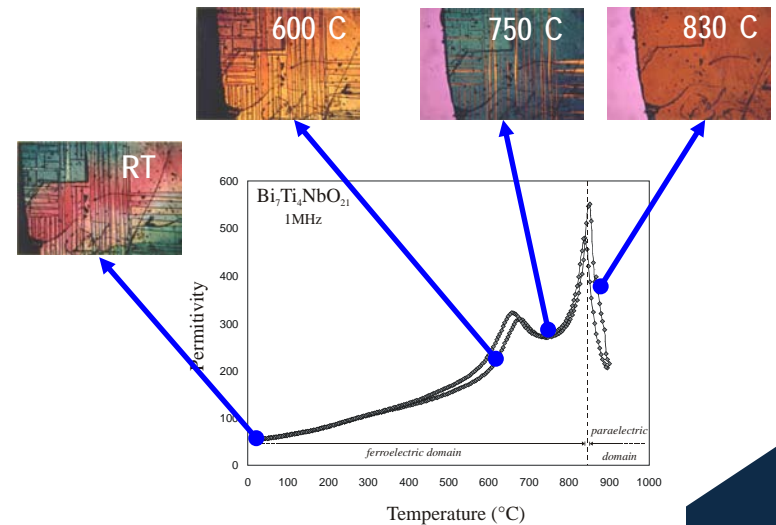 600 C
750 C
830 C
RT
Bi₇Ti₄NbO₂₁
1MHz
Permitivity
600
500
400
300
200
100
0
ferroelectric domain
paraelectric
domain
0 100 200 300 400 500 600 700 800 900 1000
Temperature (°C)